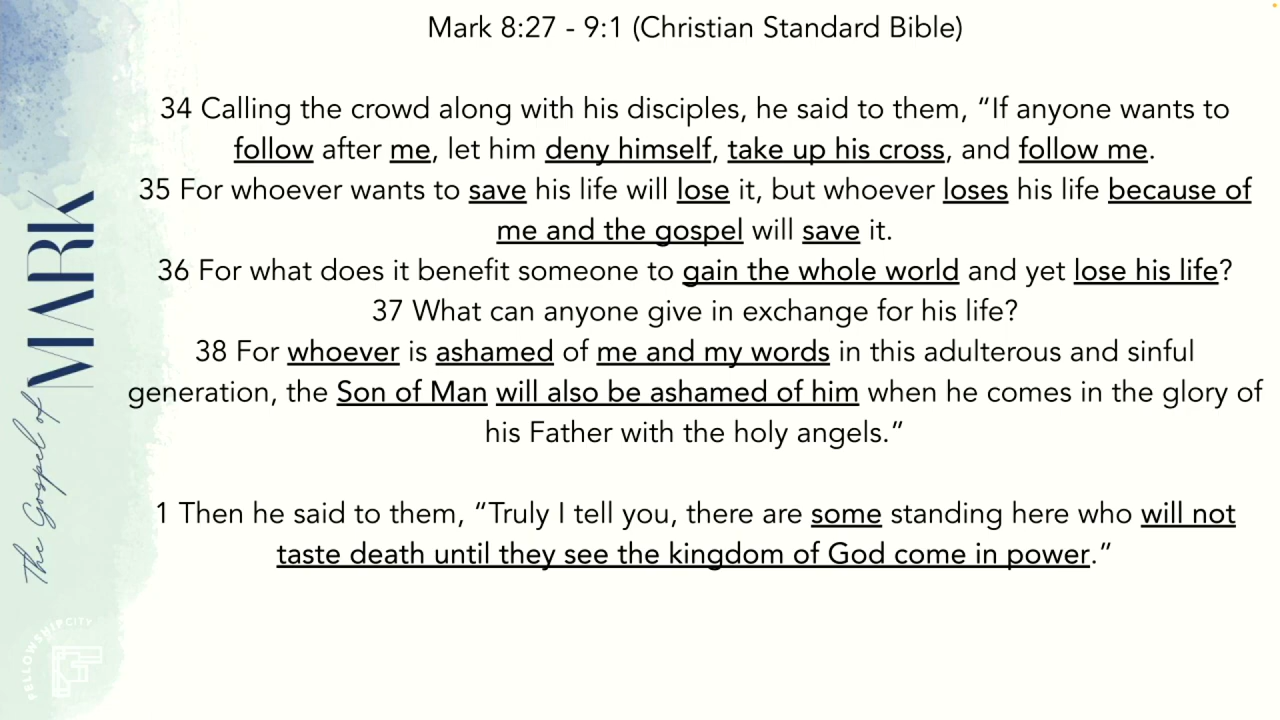 Mark 8:27 - 9:1 (Christian Standard Bible)
34 Calling the crowd along with his disciples, he said to them, “If anyone wants to
follow after me, let him deny himself, take up his cross, and follow me.
35 For whoever wants to save his life will lose it, but whoever loses his life because of
me and the gospel will save it.
36 For what does it benefit someone to gain the whole world and yet lose his life?
37 What can anyone give in exchange for his life?
38 For whoever is ashamed of me and my words in this adulterous and sinful
generation, the Son of Man will also be ashamed of him when he comes in the glory of
his Father with the holy angels.”
1 Then he said to them, “Truly I tell you, there are some standing here who will not
taste death until they see the kingdom of God come in power.”
The Gospel of MARK
FELLOWSHIPCITY